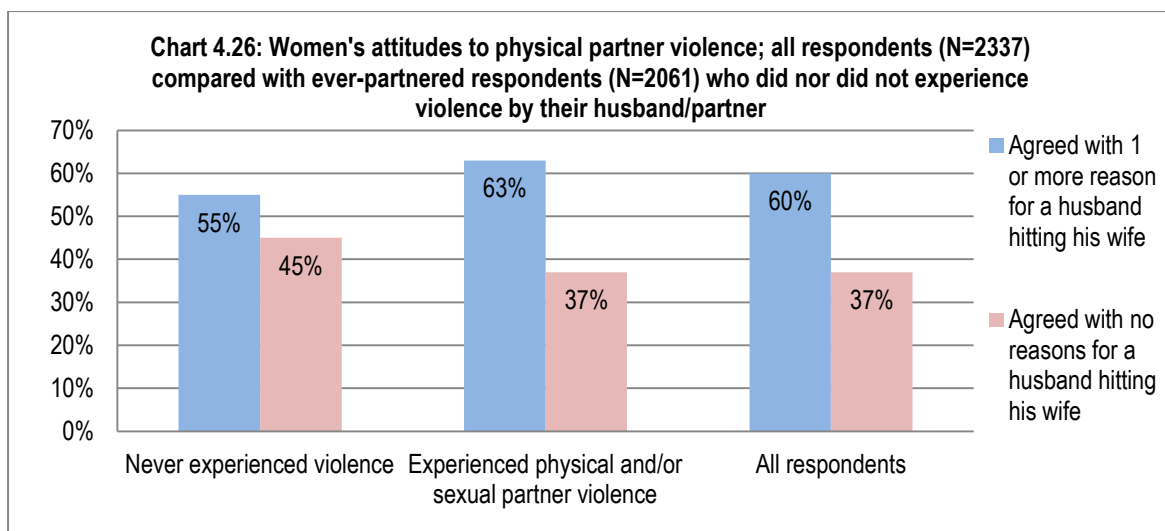 Chart 4.26: Women's attitudes to physical partner violence; all respondents (N=2337)
compared with ever-partnered respondents (N=2061) who did nor did not experience
violence by their husband/partner
70%
60%
50%
40%
30%
20%
10%
0%
55%
45%
63%
37%
60%
37%
Never experienced violence
Experienced physical and/or
sexual partner violence
All respondents
Agreed with 1
or more reason
for a husband
hitting his wife
Agreed with no
reasons for a
husband hitting
his wife